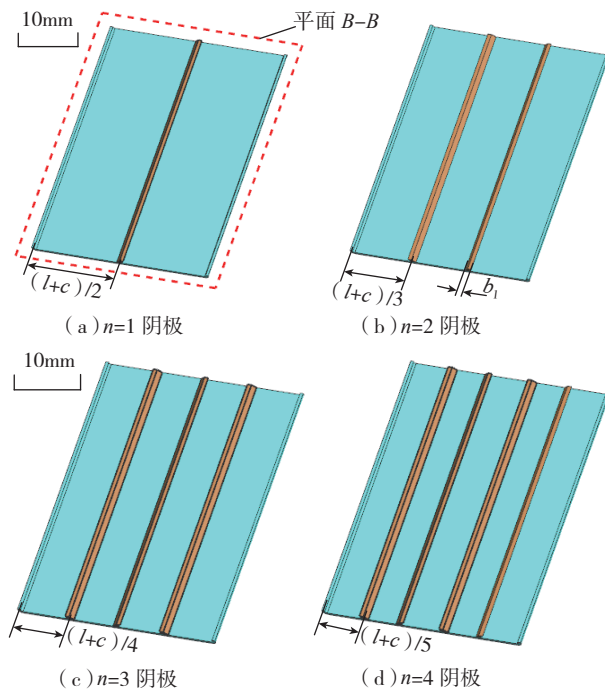 10mm
平面 B-B
(l+c)/2
(l+c)/3
b₁
(a)n=1 阴极
(b)n=2 阴极
10mm
(l+c)/4
(l+c)/5
(c)n=3 阴极
(d)n=4 阴极